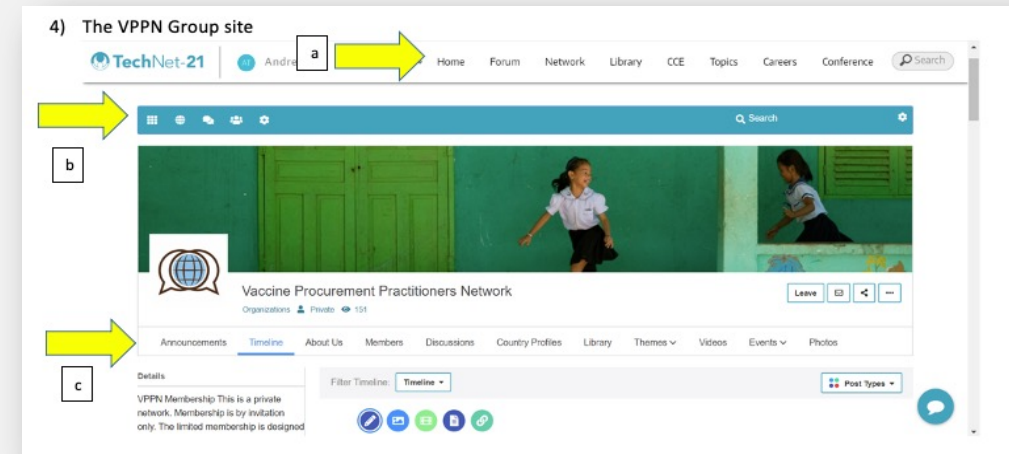 4) The VPPN Group site
a
TechNet-21 AT Andre Home Forum Network Library CCE Topics Careers Conference Search
Search
b
Vaccine Procurement Practitioners Network
Organizations Private 151
Leave
Announcements Timeline About Us Members Discussions Country Profiles Library Themes Videos Events Photos
c
Details
Filter Timeline: Timeline Post Types
VPPN Membership This is a private
network. Membership is by invitation
only. The limited membership is designed